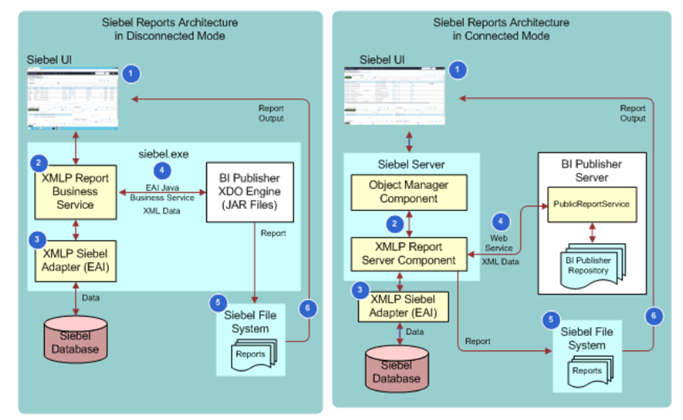 Siebel Reports Architecture
in Disconnected Mode
Siebel UI
1
Report
Output
siebel.exe
2
XMLP Report
Business
Service
4
EAI Java
Business Service
XML Data
BI Publisher
XDO Engine
(JAR Files)
3
XMLP Siebel
Adapter (EAI)
Report
Data
5
6
Siebel File
System
Reports
Siebel
Database
Siebel Reports Architecture
in Connected Mode
Siebel UI
1
Report
Output
Siebel Server
Object Manager
Component
2
XMLP Report
Server Component
4
Web
Service
XML Data
BI Publisher
Server
PublicReportService
BI Publisher
Repository
3
XMLP Siebel
Adapter (EAI)
Data
Report
5
6
Siebel File
System
Reports
Siebel
Database